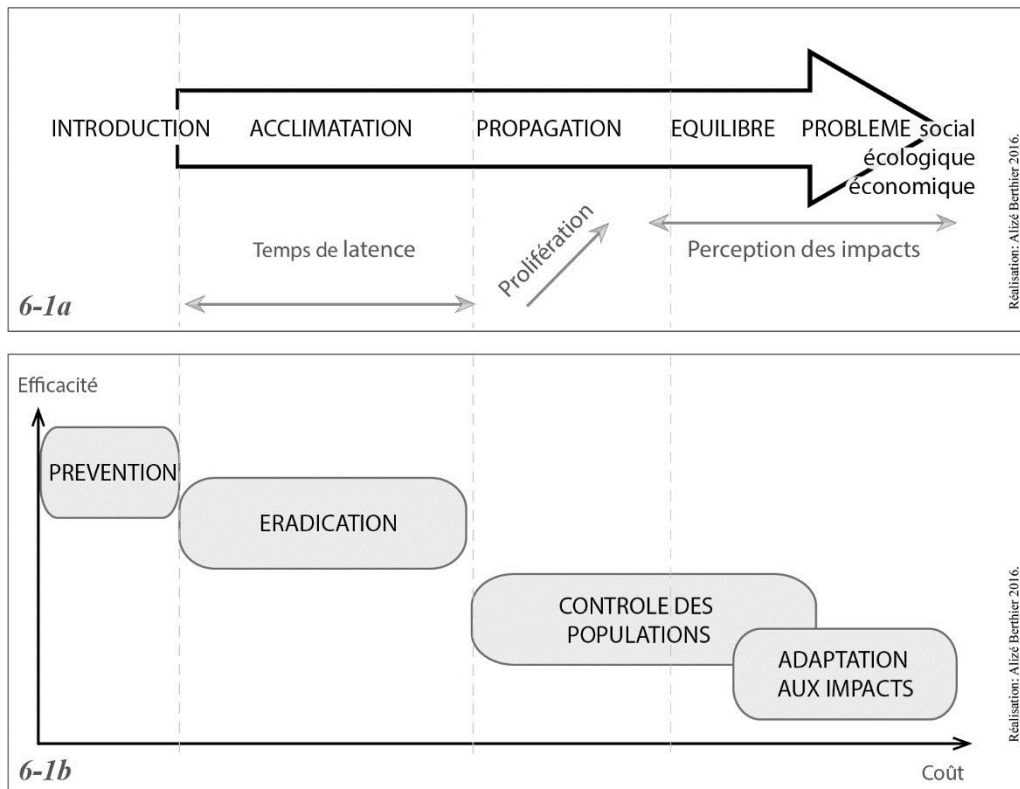 INTRODUCTION ACCLIMATATION PROPAGATION EQUILIBRE PROBLEME social
écologique
économique
Temps de latence
Prolifération
Perception des impacts
6-1a
Réalisation: Alizé Berthier 2016.
Efficacité
PREVENTION
ERADICATION
CONTROLE DES
POPULATIONS
ADAPTATION
AUX IMPACTS
6-1b
Coût
Réalisation: Alizé Berthier 2016.